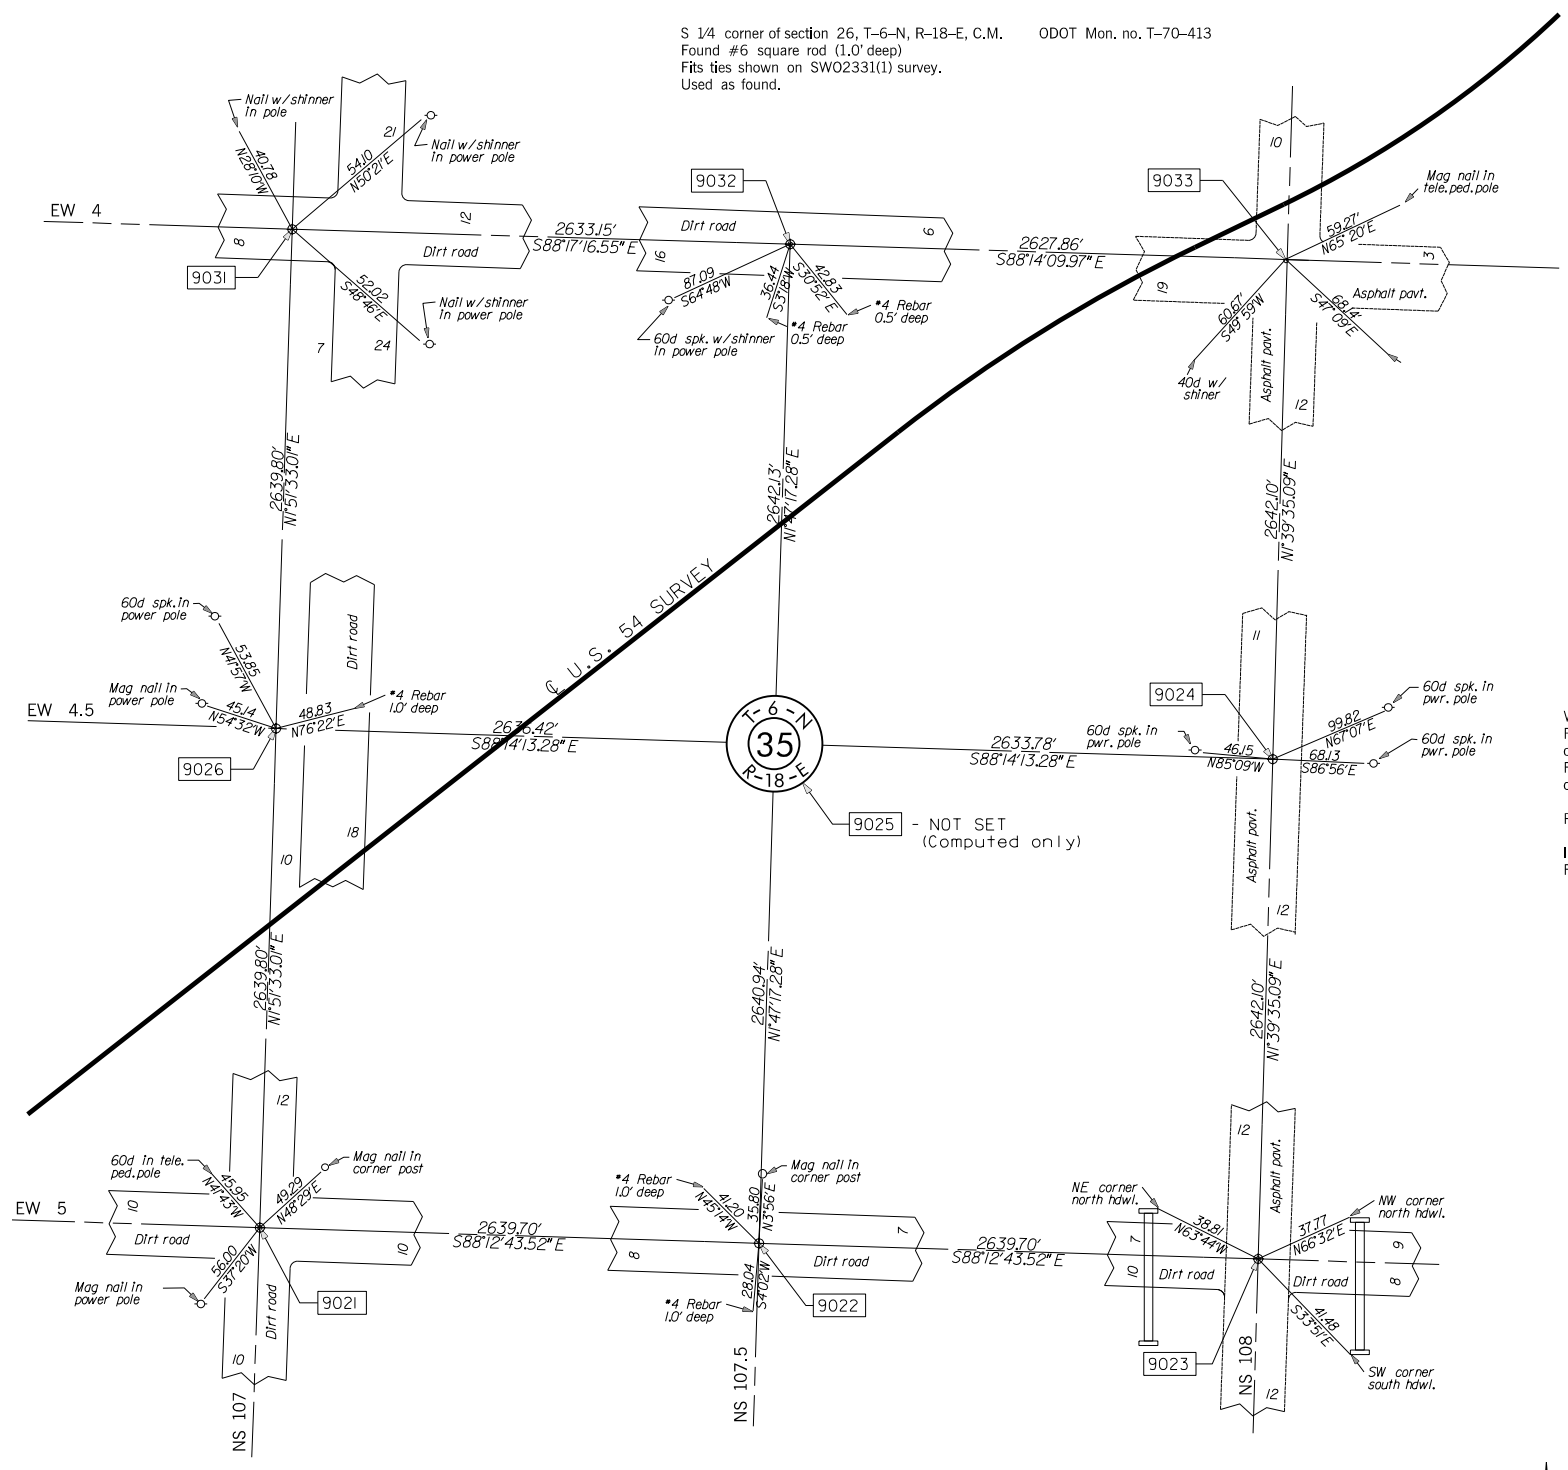 S 1/4 corner of section 26, T-6-N, R-18-E, C.M. ODOT Mon. no. T-70-413
Found #6 square rod (1.0' deep)
Fits ties shown on SWO2331(1) survey.
Used as found.
Nail w/shinner
in pole
21
Nail w/shinner
in power pole
40.78
N28°10'W
54.10
N50°21'E
EW 4
8
12
Dirt road
9031
52.02
S48°46'E
Nail w/shinner
in power pole
7
24
2633.15'
S88°17'16.55" E
9032
Dirt road
6
16
87.09
S64°48'W
36.44
S3°18'W
42.83
S30°52'E
#4 Rebar
0.5' deep
#4 Rebar
0.5' deep
60d spk. w/shinner
in power pole
2627.86'
S88°14'09.97" E
9033
10
Mag nail in
tele. ped. pole
59.27'
N65°20'E
3
19
Asphalt pavt.
60.67'
S49°59'W
68.14'
S47°09'E
40d w/
shiner
Asphalt pavt.
12
2639.80'
N1°51'33.01" E
2642.13'
N1°47'17.28" E
2642.10'
N1°39'35.09" E
₵ U.S. 54 SURVEY
60d spk. in
power pole
53.85
N41°57'W
Mag nail in
power pole
45.14
N54°32'W
48.83
N76°22'E
#4 Rebar
1.0' deep
Dirt road
EW 4.5
9026
18
10
2636.42'
S88°14'13.28" E
T-6-N
35
R-18-E
9025 - NOT SET
(Computed only)
2633.78'
S88°14'13.28" E
11
9024
60d spk. in
pwr. pole
60d spk. in
pwr. pole
99.82
N67°07'E
46.15
N85°09'W
68.13
S86°56'E
60d spk. in
pwr. pole
Asphalt pavt.
12
2639.80'
N1°51'33.01" E
2640.94'
N1°47'17.28" E
2642.10'
N1°39'35.09" E
12
60d in tele.
ped. pole
Mag nail in
corner post
45.95
N41°43'W
49.29
N48°29'E
EW 5
10
Dirt road
10
56.00
S37°20'W
Mag nail in
power pole
9021
Dirt road
10
NS 107
2639.70'
S88°12'43.52" E
#4 Rebar
1.0' deep
Mag nail in
corner post
41.20
N45°14'W
35.80
N3°56'E
8
7
Dirt road
28.04
S4°02'W
#4 Rebar
1.0' deep
9022
NS 107.5
2639.70'
S88°12'43.52" E
12
Asphalt pavt.
NE corner
north hdwl.
NW corner
north hdwl.
38.81
N63°44'W
37.77
N66°32'E
7
10
Dirt road
Dirt road
9
8
41.48
S33°51'E
9023
NS 108
12
SW corner
south hdwl.